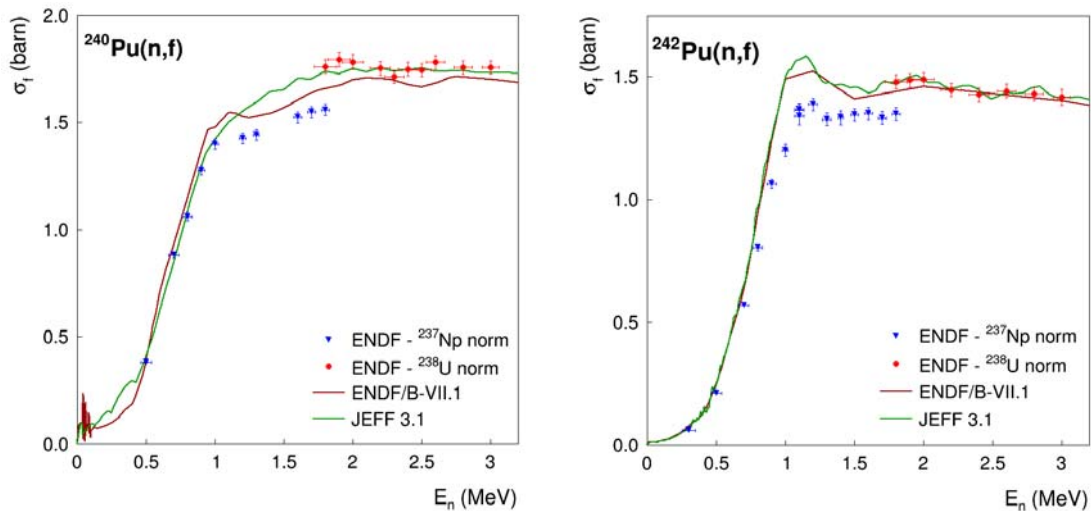 ²⁴⁰Pu(n,f)
σf (barn)
2.0
1.5
1.0
0.5
0.0
ENDF - ²³⁷Np norm
ENDF - ²³⁸U norm
ENDF/B-VII.1
JEFF 3.1
0 0.5 1 1.5 2 2.5 3
En (MeV)
²⁴²Pu(n,f)
σf (barn)
1.5
1.0
0.5
0.0
ENDF - ²³⁷Np norm
ENDF - ²³⁸U norm
ENDF/B-VII.1
JEFF 3.1
0 0.5 1 1.5 2 2.5 3
En (MeV)